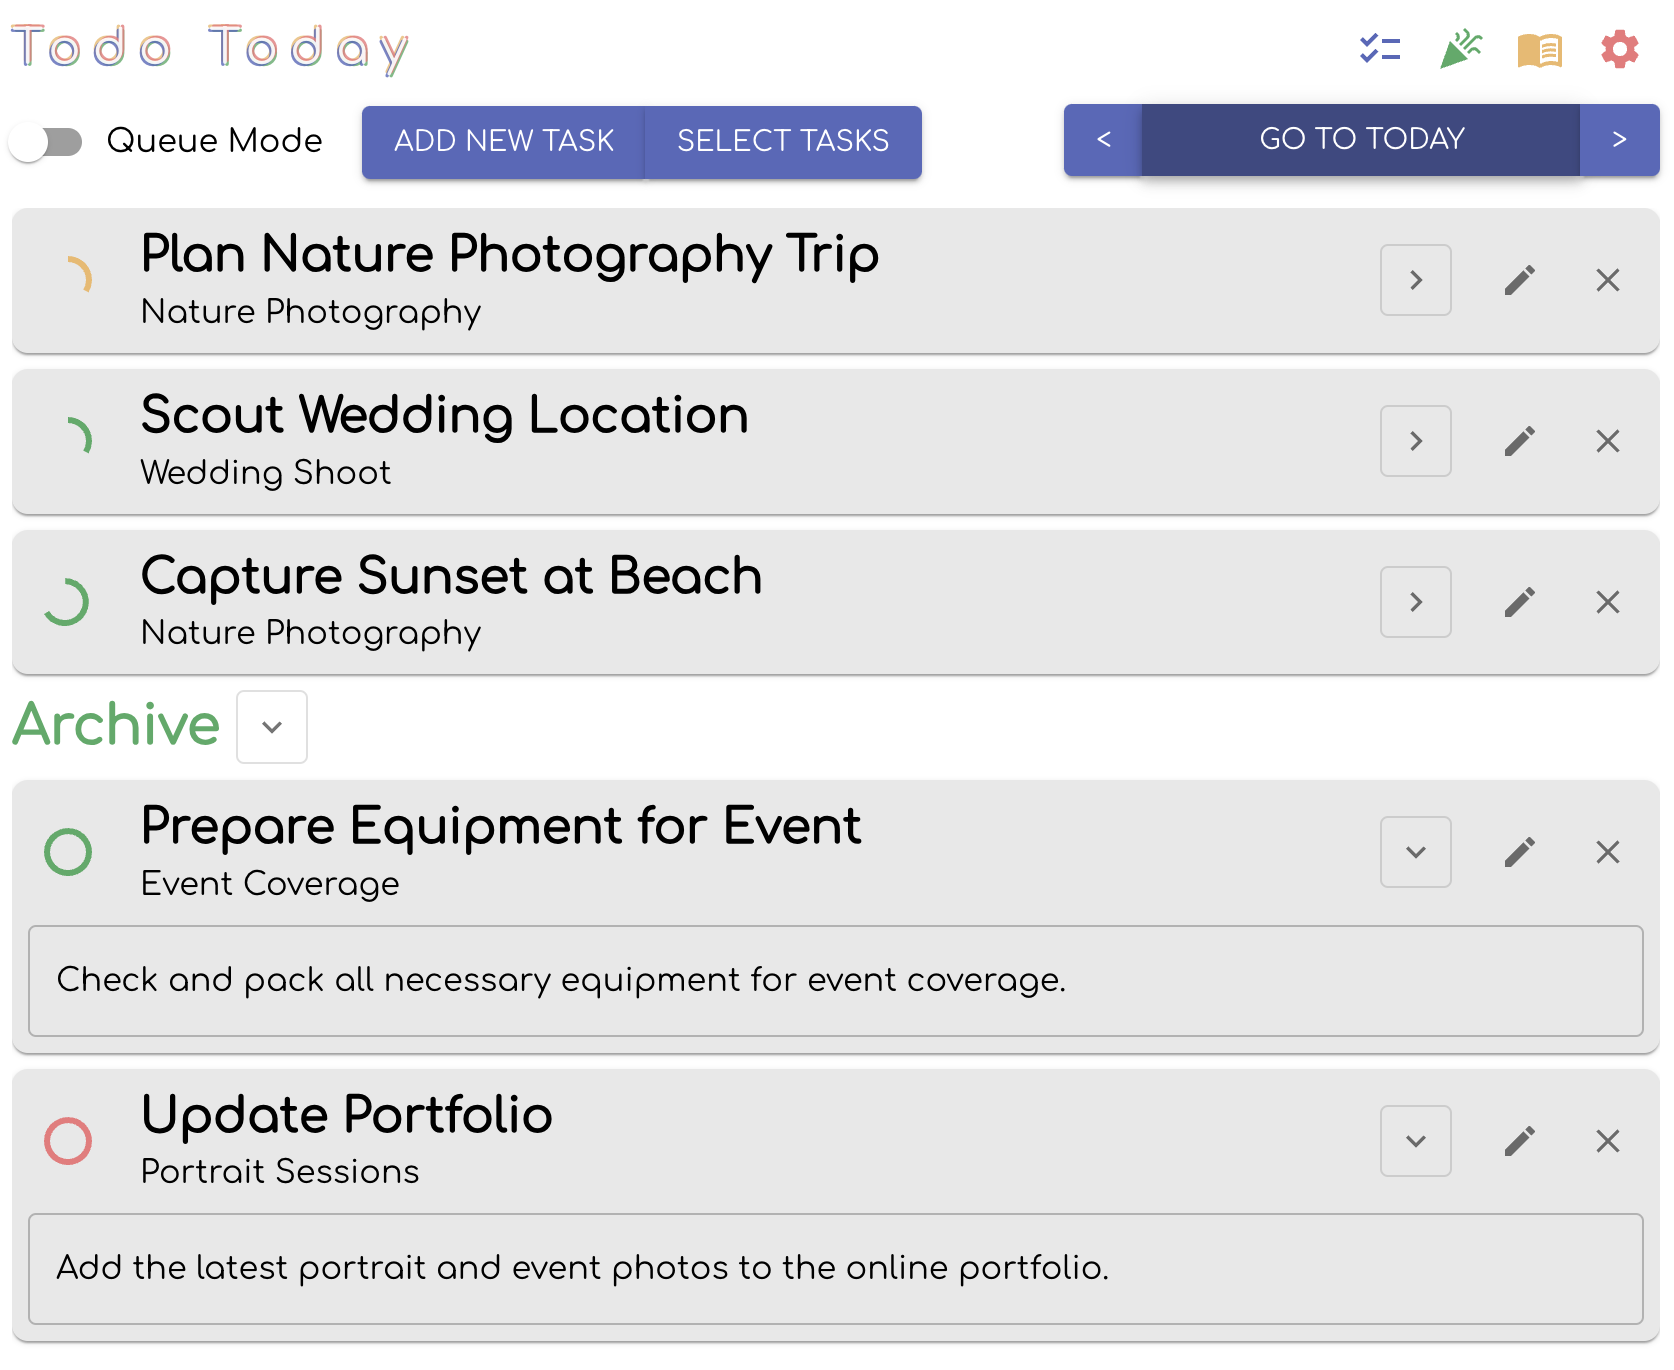 Todo Today
Queue Mode
ADD NEW TASK
SELECT TASKS
<
GO TO TODAY
>
Plan Nature Photography Trip
Nature Photography
Scout Wedding Location
Wedding Shoot
Capture Sunset at Beach
Nature Photography
Archive
Prepare Equipment for Event
Event Coverage
Check and pack all necessary equipment for event coverage.
Update Portfolio
Portrait Sessions
Add the latest portrait and event photos to the online portfolio.